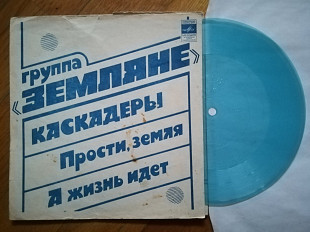 группа
«ЗЕМЛЯНЕ»
КАСКАДЕРЫ
Прости, земля
А жизнь идет